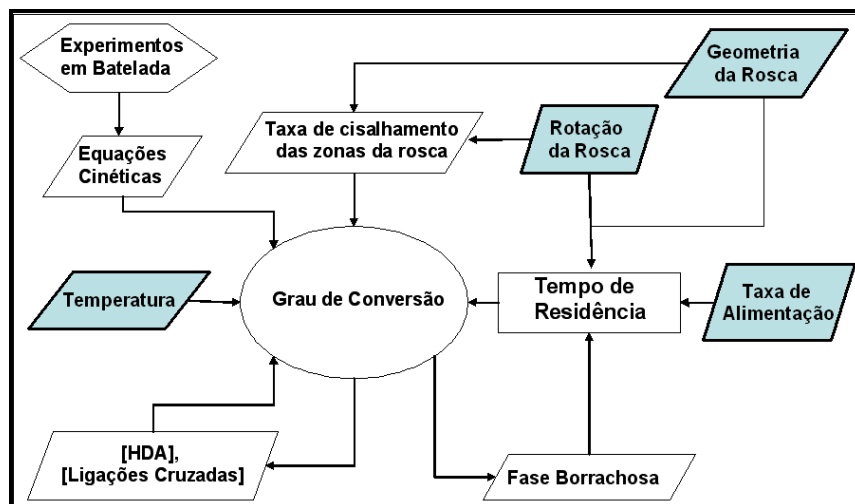 Experimentos
em Batelada
Geometria
da Rosca
Taxa de cisalhamento
das zonas da rosca
Rotação
da Rosca
Equações
Cinéticas
Temperatura
Grau de Conversão
Tempo de
Residência
Taxa de
Alimentação
[HDA],
[Ligações Cruzadas]
Fase Borrachosa